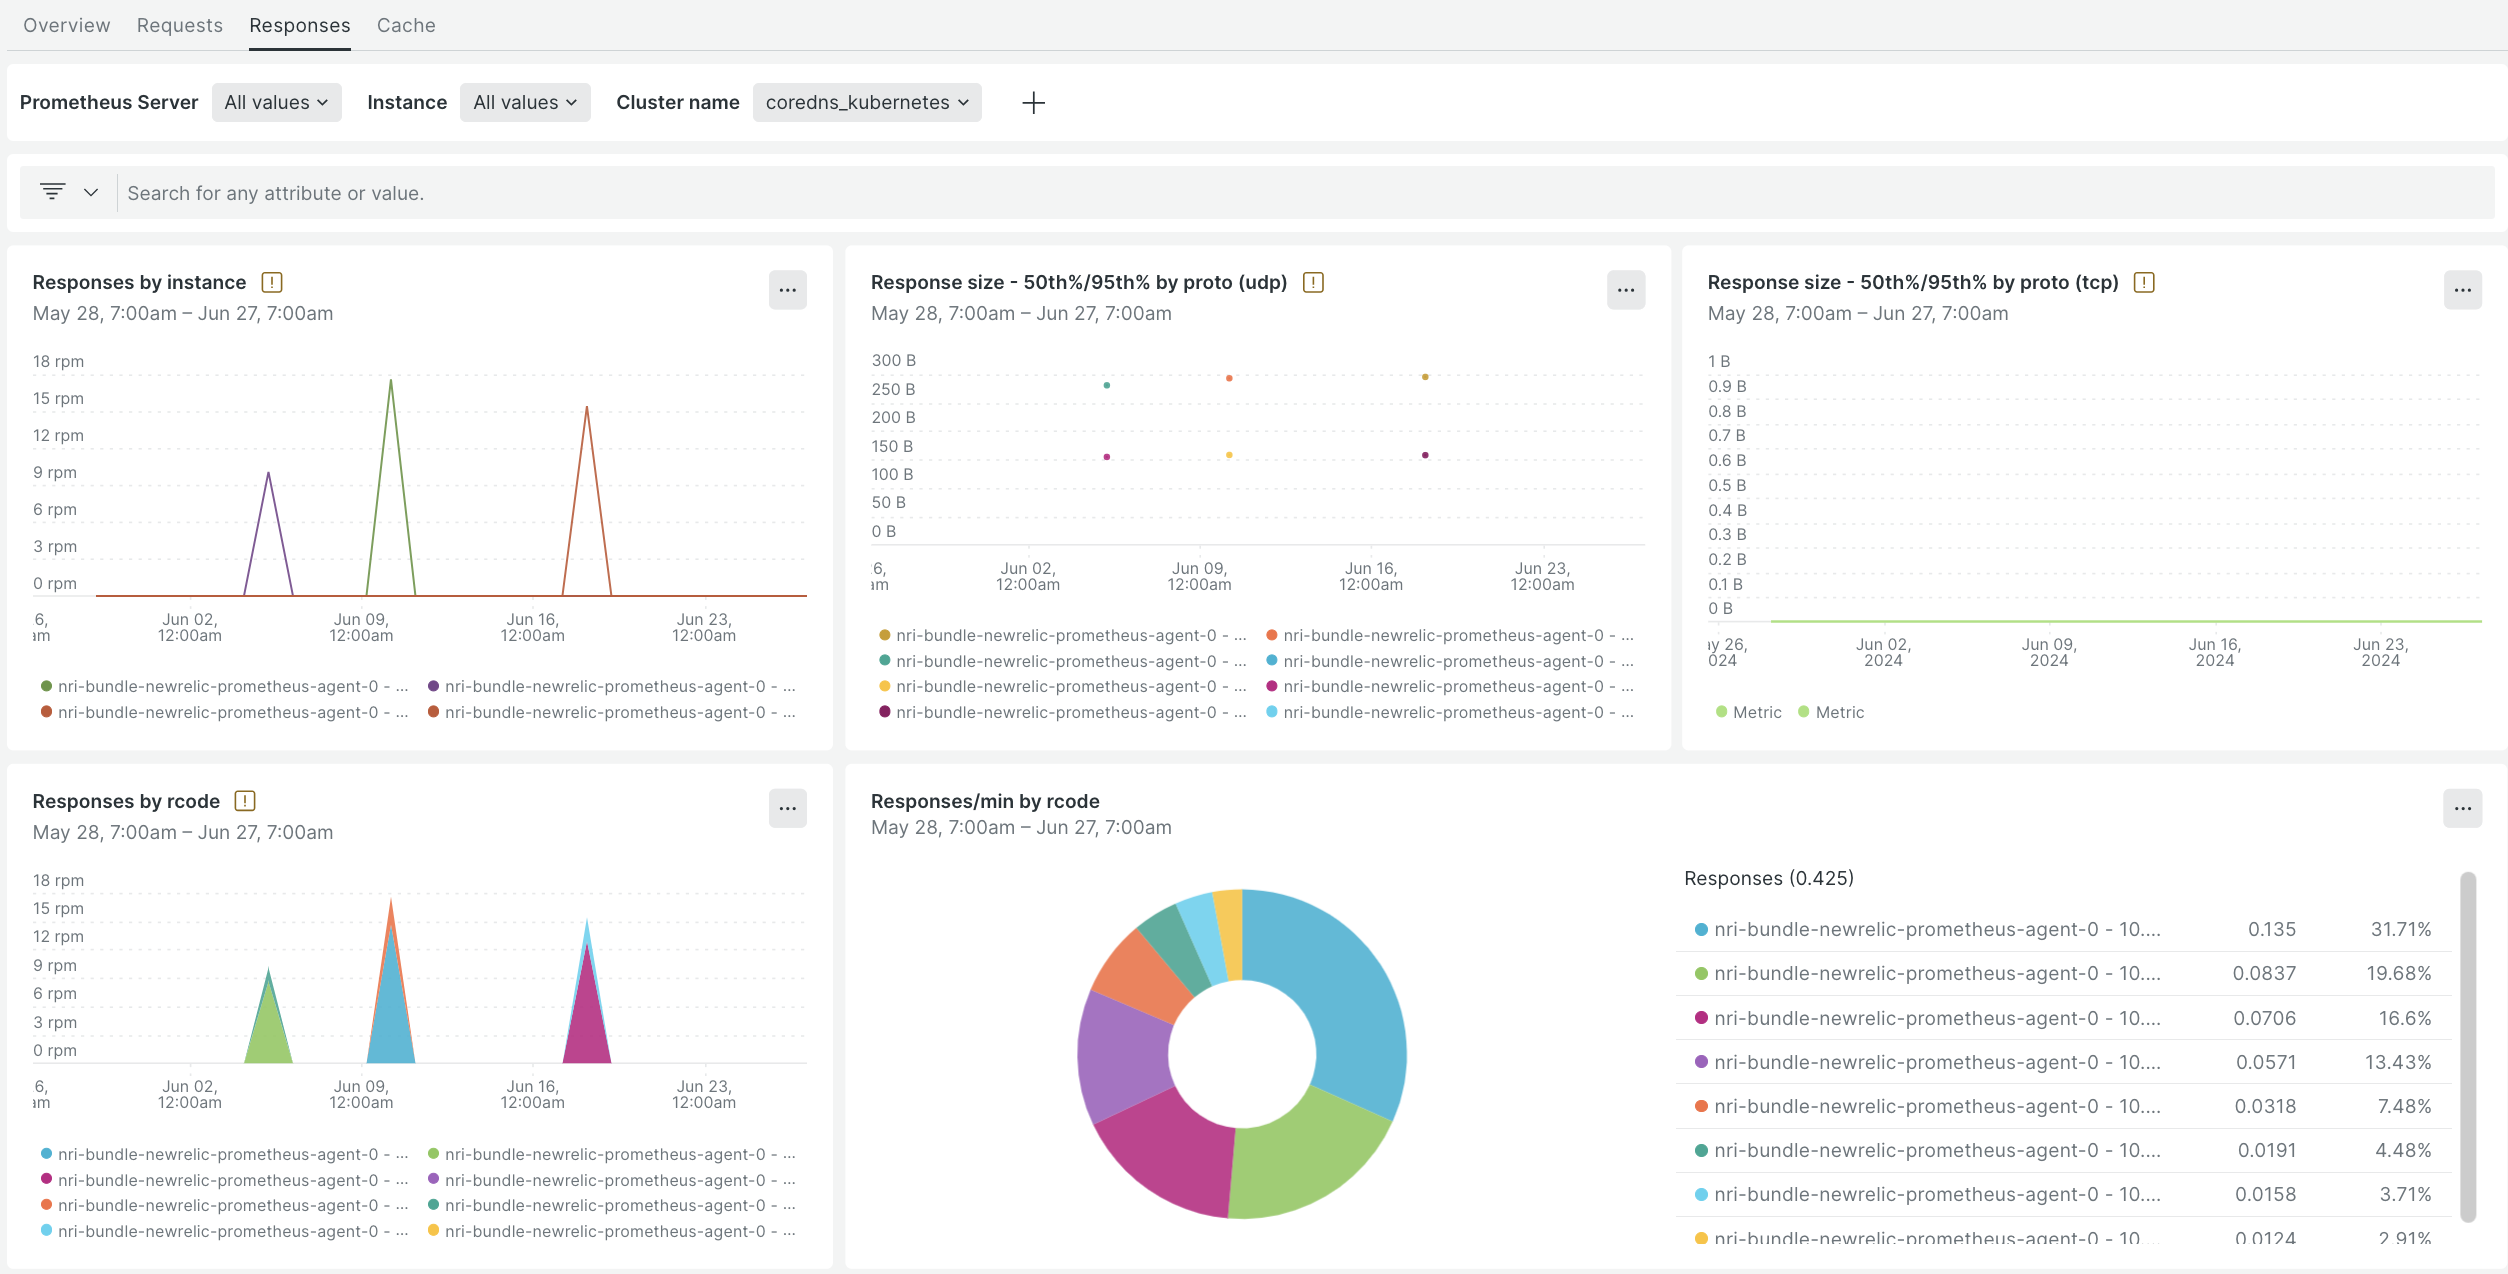 Overview Requests Responses Cache
Prometheus Server All values Instance All values Cluster name coredns_kubernetes
Search for any attribute or value.
Responses by instance
May 28, 7:00am – Jun 27, 7:00am
18 rpm
15 rpm
12 rpm
9 rpm
6 rpm
3 rpm
0 rpm
6, Jun 02, Jun 09, Jun 16, Jun 23,
am 12:00am 12:00am 12:00am 12:00am
nri-bundle-newrelic-prometheus-agent-0 - ... nri-bundle-newrelic-prometheus-agent-0 - ...
nri-bundle-newrelic-prometheus-agent-0 - ... nri-bundle-newrelic-prometheus-agent-0 - ...
Response size - 50th%/95th% by proto (udp)
May 28, 7:00am – Jun 27, 7:00am
300 B
250 B
200 B
150 B
100 B
50 B
0 B
6, Jun 02, Jun 09, Jun 16, Jun 23,
am 12:00am 12:00am 12:00am 12:00am
nri-bundle-newrelic-prometheus-agent-0 - ... nri-bundle-newrelic-prometheus-agent-0 - ...
nri-bundle-newrelic-prometheus-agent-0 - ... nri-bundle-newrelic-prometheus-agent-0 - ...
nri-bundle-newrelic-prometheus-agent-0 - ... nri-bundle-newrelic-prometheus-agent-0 - ...
nri-bundle-newrelic-prometheus-agent-0 - ... nri-bundle-newrelic-prometheus-agent-0 - ...
Response size - 50th%/95th% by proto (tcp)
May 28, 7:00am – Jun 27, 7:00am
1 B
0.9 B
0.8 B
0.7 B
0.6 B
0.5 B
0.4 B
0.3 B
0.2 B
0.1 B
0 B
y 26, Jun 02, Jun 09, Jun 16, Jun 23,
024 2024 2024 2024 2024
Metric Metric
Responses by rcode
May 28, 7:00am – Jun 27, 7:00am
18 rpm
15 rpm
12 rpm
9 rpm
6 rpm
3 rpm
0 rpm
6, Jun 02, Jun 09, Jun 16, Jun 23,
am 12:00am 12:00am 12:00am 12:00am
nri-bundle-newrelic-prometheus-agent-0 - ... nri-bundle-newrelic-prometheus-agent-0 - ...
nri-bundle-newrelic-prometheus-agent-0 - ... nri-bundle-newrelic-prometheus-agent-0 - ...
nri-bundle-newrelic-prometheus-agent-0 - ... nri-bundle-newrelic-prometheus-agent-0 - ...
nri-bundle-newrelic-prometheus-agent-0 - ... nri-bundle-newrelic-prometheus-agent-0 - ...
Responses/min by rcode
May 28, 7:00am – Jun 27, 7:00am
Responses (0.425)
nri-bundle-newrelic-prometheus-agent-0 - 10.... 0.135 31.71%
nri-bundle-newrelic-prometheus-agent-0 - 10.... 0.0837 19.68%
nri-bundle-newrelic-prometheus-agent-0 - 10.... 0.0706 16.6%
nri-bundle-newrelic-prometheus-agent-0 - 10.... 0.0571 13.43%
nri-bundle-newrelic-prometheus-agent-0 - 10.... 0.0318 7.48%
nri-bundle-newrelic-prometheus-agent-0 - 10.... 0.0191 4.48%
nri-bundle-newrelic-prometheus-agent-0 - 10.... 0.0158 3.71%
nri-bundle-newrelic-prometheus-agent-0 - 10.... 0.0124 2.91%